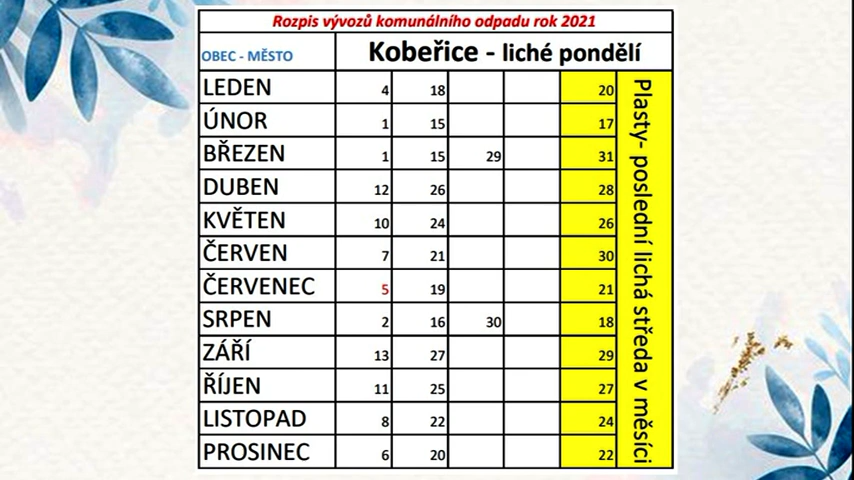 Rozpis vývozů komunálního odpadu rok 2021
OBEC - MĚSTO Kobeřice - liché pondělí
LEDEN 4 18 20
ÚNOR 1 15 17
BŘEZEN 1 15 29 31
DUBEN 12 26 28
KVĚTEN 10 24 26
ČERVEN 7 21 30
ČERVENEC 5 19 21
SRPEN 2 16 30 18
ZÁŘÍ 13 27 29
ŘÍJEN 11 25 27
LISTOPAD 8 22 24
PROSINEC 6 20 22
Plasty- poslední lichá středa v měsíci